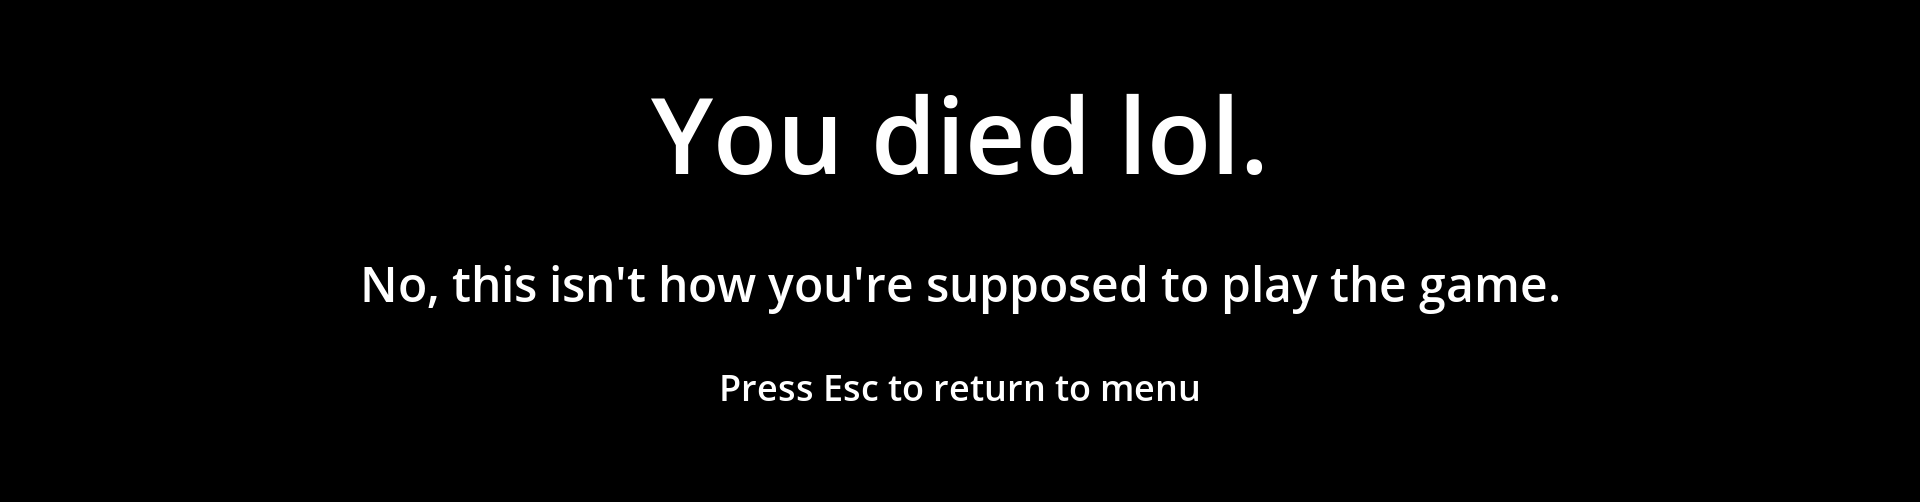 You died lol.
No, this isn't how you're supposed to play the game.
Press Esc to return to menu